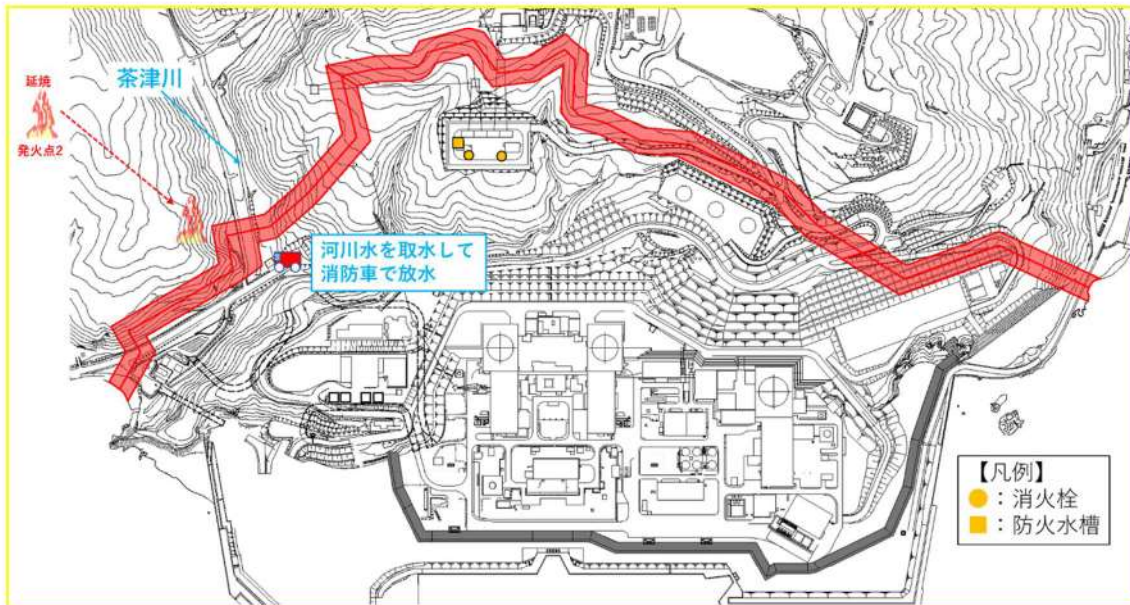 延焼
発火点2
茶津川
河川水を取水して
消防車で放水
【凡例】
：消火栓
：防火水槽